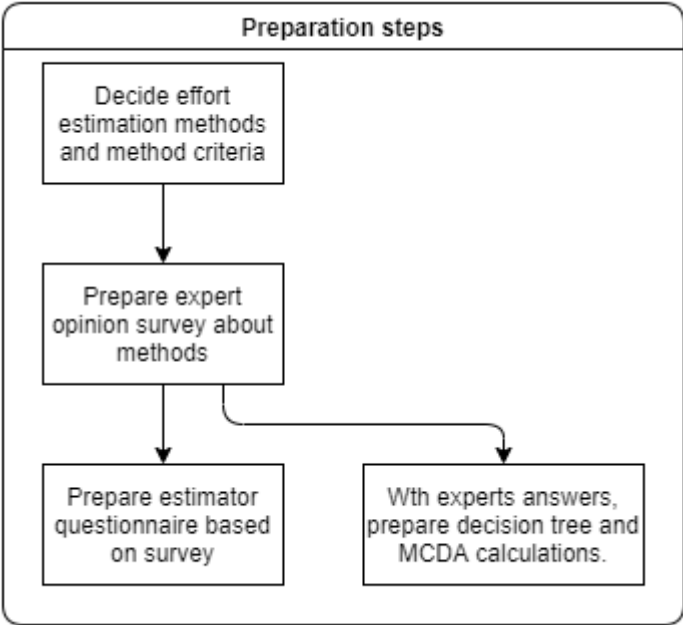 Preparation steps
Decide effort
estimation methods
and method criteria
Prepare expert
opinion survey about
methods
Prepare estimator
questionnaire based
on survey
Wth experts answers,
prepare decision tree and
MCDA calculations.